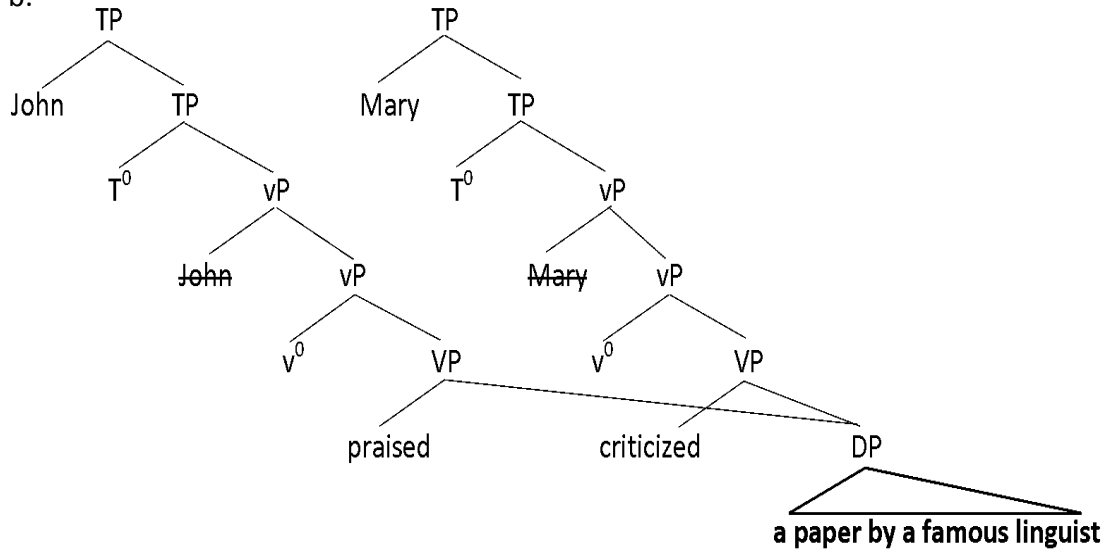 b.
TP TP
John TP Mary TP
T⁰ vP T⁰ vP
John vP Mary vP
v⁰ VP v⁰ VP
praised criticized DP
a paper by a famous linguist